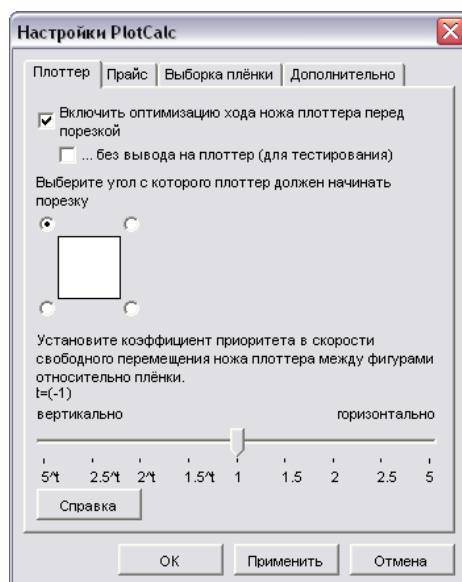 Настройки PlotCalc
Плоттер Прайс Выборка плёнки Дополнительно
Включить оптимизацию хода ножа плоттера перед
порезкой
... без вывода на плоттер (для тестирования)
Выберите угол с которого плоттер должен начинать
порезку
Установите коэффициент приоритета в скорости
свободного перемещения ножа плоттера между фигурами
относительно плёнки.
t=(-1)
вертикально горизонтально
5^t 2.5^t 2^t 1.5^t 1 1.5 2 2.5 5
Справка
ОК Применить Отмена